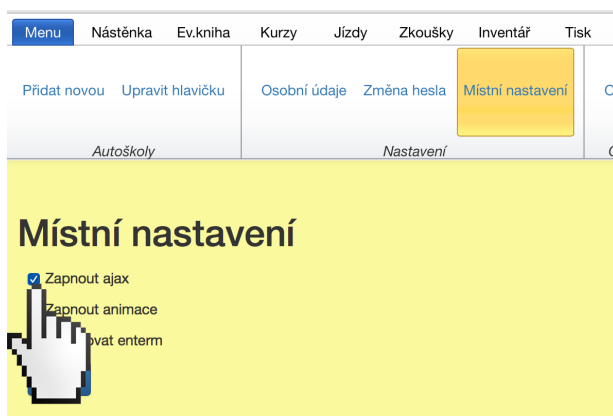 Menu Nástěnka Ev.kniha Kurzy Jízdy Zkoušky Inventář Tisk
Přidat novou Upravit hlavičku Osobní údaje Změna hesla Místní nastavení
Autoškoly Nastavení
Místní nastavení
Zapnout ajax
Zapnout animace
enterm